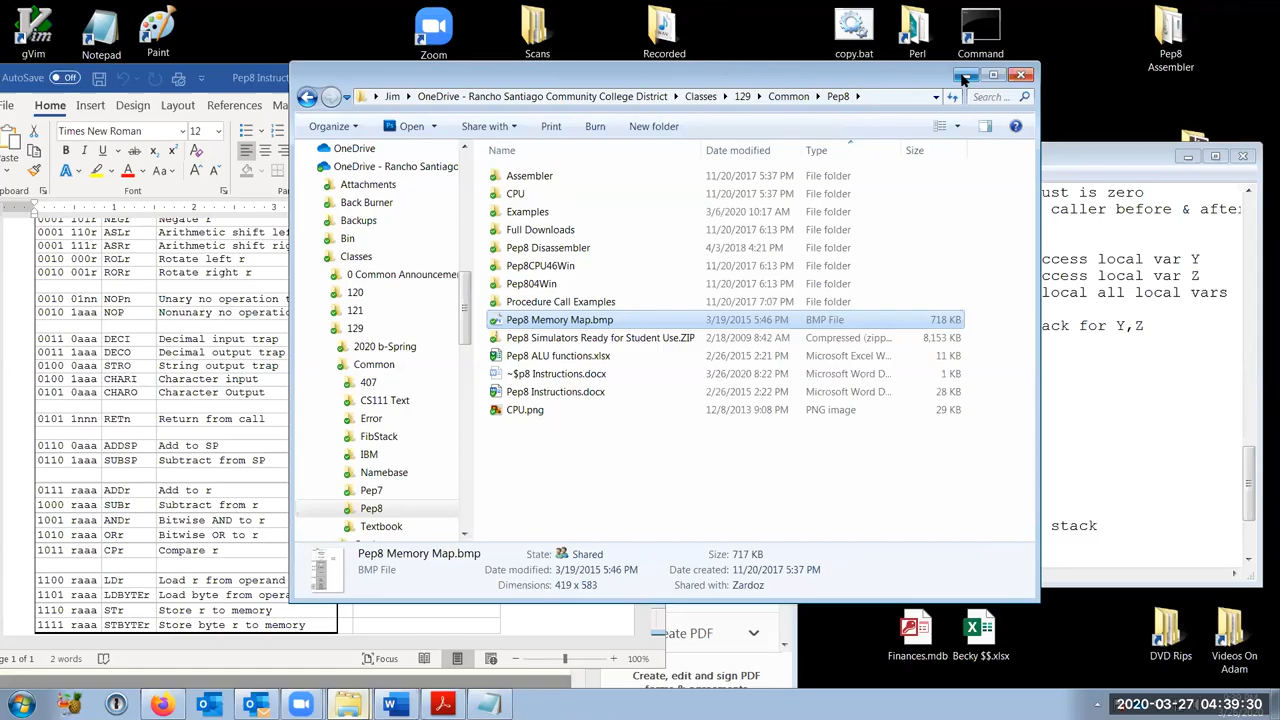 gVim
Notepad
Paint
Zoom
Scans
Recorded
copy.bat
Perl
Command
Pep8
Assembler
AutoSave Off
Pep8 Instruct
Home Insert Design Layout References
Times New Roman 12
B I U
Font
Paragraph
Jim OneDrive - Rancho Santiago Community College District Classes 129 Common Pep8
Search ...
Organize Open Share with Print Burn New folder
Name Date modified Type Size
OneDrive
OneDrive - Rancho Santiago
Attachments
Back Burner
Backups
Bin
Classes
0 Common Announceme
120
121
129
2020 b-Spring
Common
407
CS111 Text
Error
FibStack
IBM
Namebase
Pep7
Pep8
Textbook
Assembler 11/20/2017 5:37 PM File folder
CPU 11/20/2017 5:37 PM File folder
Examples 3/6/2020 10:17 AM File folder
Full Downloads 11/20/2017 6:13 PM File folder
Pep8 Disassembler 4/3/2018 4:21 PM File folder
Pep8CPU46Win 11/20/2017 6:13 PM File folder
Pep804Win 11/20/2017 6:13 PM File folder
Procedure Call Examples 11/20/2017 7:07 PM File folder
Pep8 Memory Map.bmp 3/19/2015 5:46 PM BMP File 718 KB
Pep8 Simulators Ready for Student Use.ZIP 2/18/2009 8:42 AM Compressed (zipp... 8,153 KB
Pep8 ALU functions.xlsx 2/26/2015 2:21 PM Microsoft Excel W... 11 KB
~$p8 Instructions.docx 3/26/2020 8:22 PM Microsoft Word D... 1 KB
Pep8 Instructions.docx 2/26/2015 2:21 PM Microsoft Word D... 28 KB
CPU.png 12/8/2013 9:08 PM PNG image 29 KB
Pep8 Memory Map.bmp State: Shared Size: 717 KB
BMP File Date modified: 3/19/2015 5:46 PM Date created: 11/20/2017 5:37 PM
Dimensions: 419 x 583 Shared with: Zardoz
0001 101r NEGr Negate r
0001 110r ASLr Arithmetic shift lef
0001 111r ASRr Arithmetic shift rig
0010 000r ROLr Rotate left r
0010 001r RORr Rotate right r
0010 01nn NOPn Unary no operation t
0010 1aaa NOP Nonunary no operatio
0011 0aaa DECI Decimal input trap
0011 1aaa DECO Decimal output trap
0100 0aaa STRO String output trap
0100 1aaa CHARI Character input
0101 0aaa CHARO Character Output
0101 1nnn RETn Return from call
0110 0aaa ADDSP Add to SP
0110 1aaa SUBSP Subtract from SP
0111 raaa ADDr Add to r
1000 raaa SUBr Subtract from r
1001 raaa ANDr Bitwise AND to r
1010 raaa ORr Bitwise OR to r
1011 raaa CPr Compare r
1100 raaa LDr Load r from operand
1101 raaa LDBYTEr Load byte from opera
1110 raaa STr Store r to memory
1111 raaa STBYTEr Store byte r to memory
ust is zero
caller before & after
ccess local var Y
ccess local var Z
local all local vars
ack for Y,Z
stack
Page 1 of 1 2 words Focus 100%
eate PDF
Create, edit and sign PDF
Finances.mdb
Becky $$.xlsx
DVD Rips
Videos On
Adam
2020-03-27 04:39:30